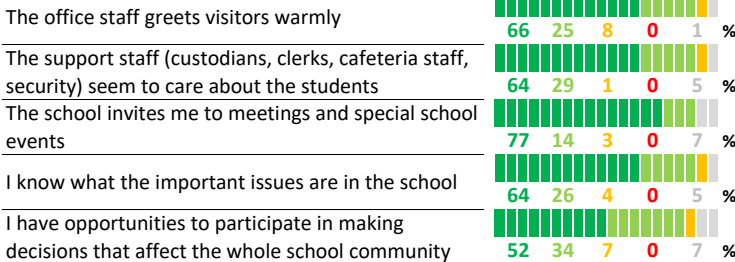 The office staff greets visitors warmly
66 25 8 0 1 %
The support staff (custodians, clerks, cafeteria staff,
security) seem to care about the students
64 29 1 0 5 %
The school invites me to meetings and special school
events
77 14 3 0 7 %
I know what the important issues are in the school
64 26 4 0 5 %
I have opportunities to participate in making
decisions that affect the whole school community
52 34 7 0 7 %